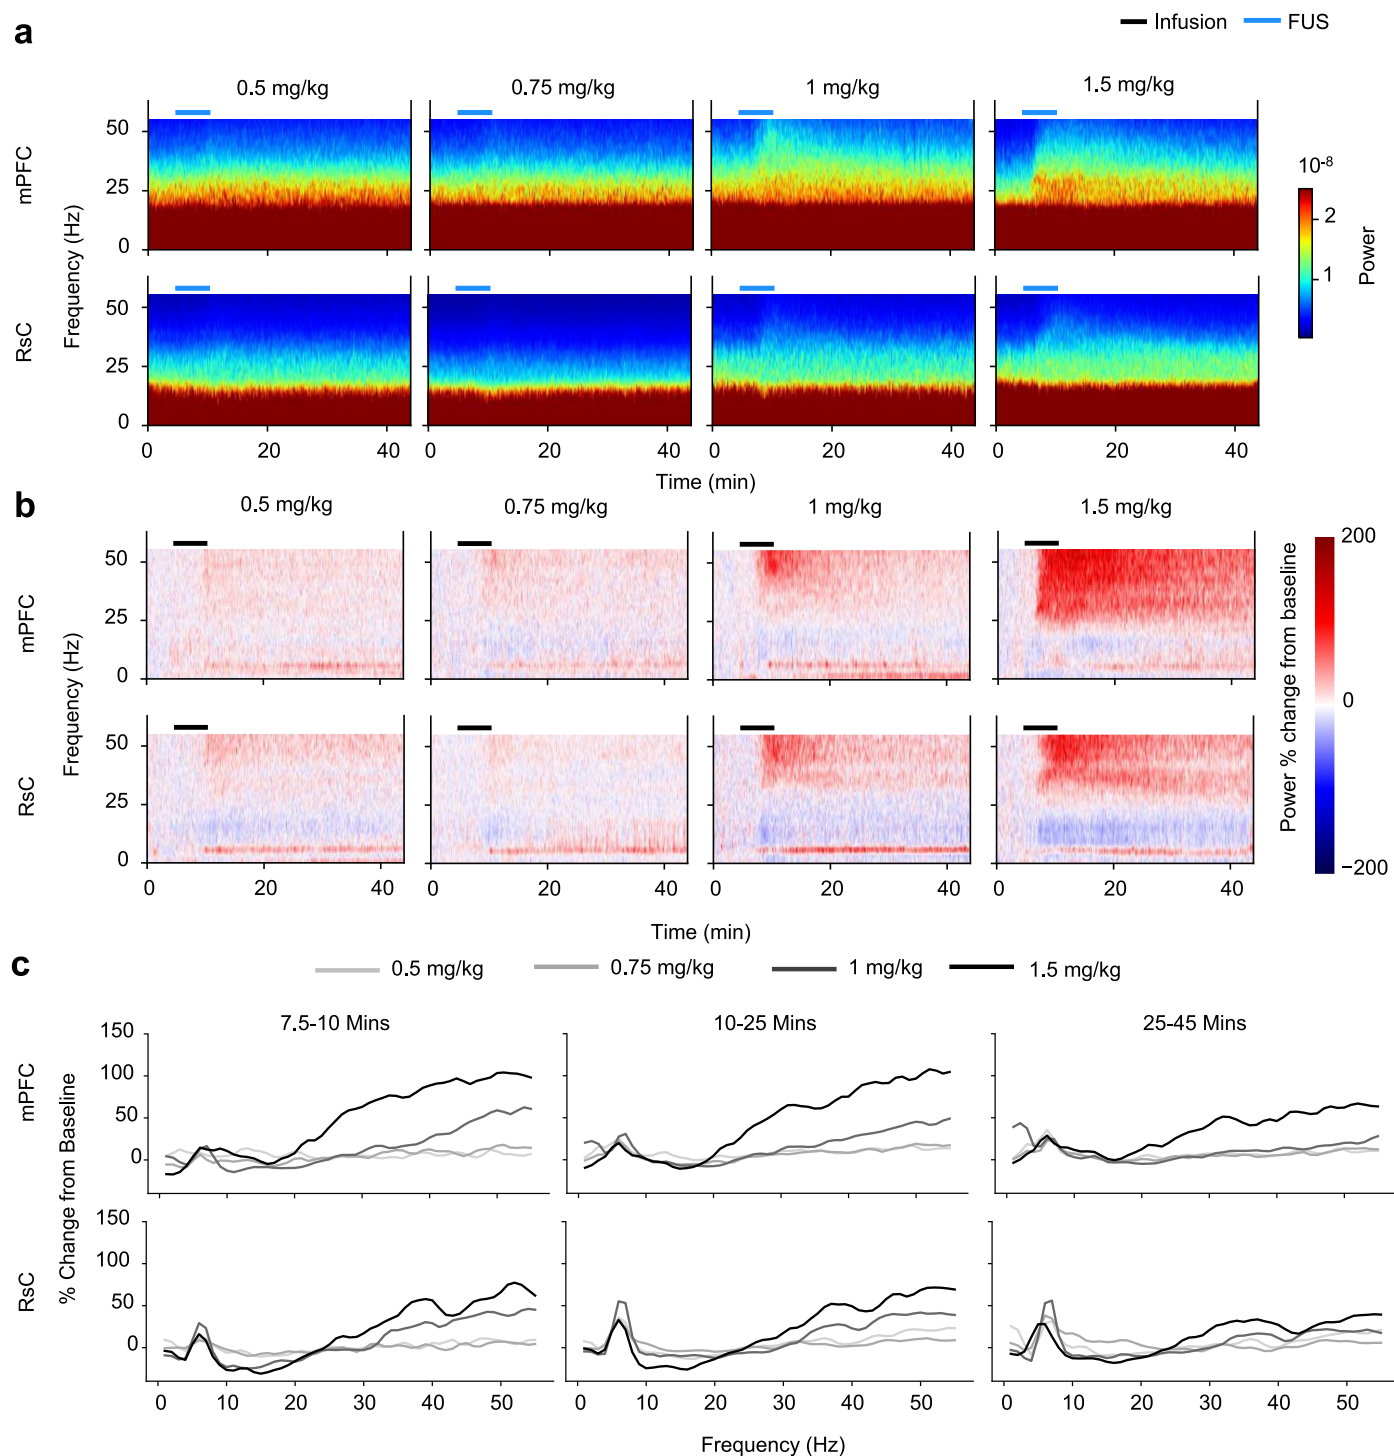 a
Infusion FUS
0.5 mg/kg 0.75 mg/kg 1 mg/kg 1.5 mg/kg
mPFC
RsC
Frequency (Hz)
50
25
0
50
25
0
0 20 40 0 20 40 0 20 40 0 20 40
Time (min)
10-8
2
1
Power
b
0.5 mg/kg 0.75 mg/kg 1 mg/kg 1.5 mg/kg
mPFC
RsC
Frequency (Hz)
50
25
0
50
25
0
0 20 40 0 20 40 0 20 40 0 20 40
Time (min)
200
0
−200
Power % change from baseline
c
0.5 mg/kg 0.75 mg/kg 1 mg/kg 1.5 mg/kg
7.5-10 Mins 10-25 Mins 25-45 Mins
mPFC
RsC
% Change from Baseline
150
100
50
0
150
100
50
0
0 10 20 30 40 50 0 10 20 30 40 50 0 10 20 30 40 50
Frequency (Hz)